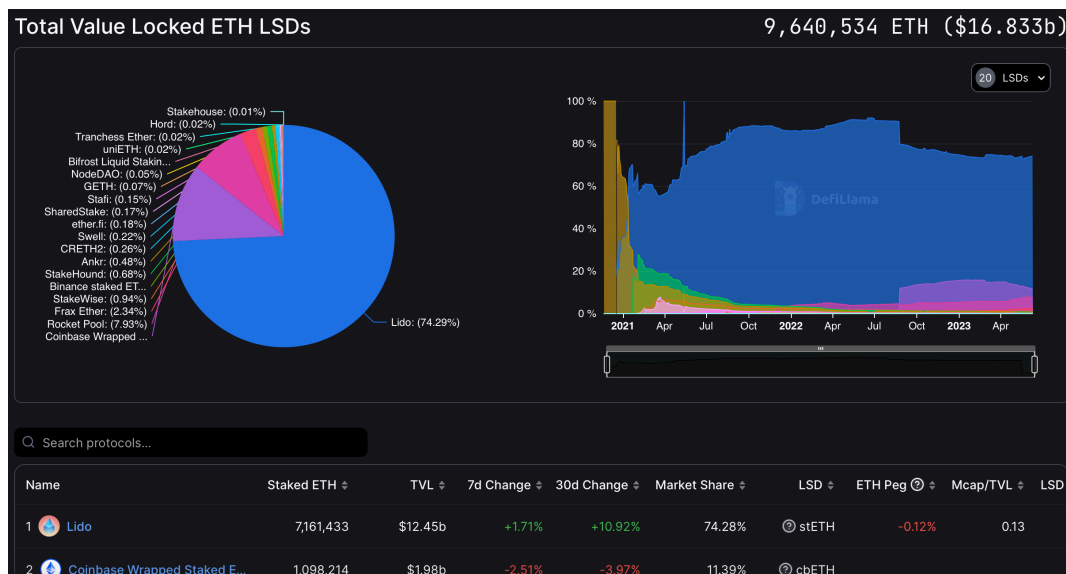 Total Value Locked ETH LSDs
9,640,534 ETH ($16.833b)
20 LSDs
Stakehouse: (0.01%)
Hord: (0.02%)
Tranchess Ether: (0.02%)
uniETH: (0.02%)
Bifrost Liquid Stakin...
NodeDAO: (0.05%)
GETH: (0.07%)
Stafi: (0.15%)
SharedStake: (0.17%)
ether.fi: (0.18%)
Swell: (0.22%)
CRETH2: (0.26%)
Ankr: (0.48%)
StakeHound: (0.68%)
Binance staked ET...
StakeWise: (0.94%)
Frax Ether: (2.34%)
Rocket Pool: (7.93%)
Coinbase Wrapped ...
Lido: (74.29%)
100 %
80 %
60 %
40 %
20 %
0 %
DefiLlama
2021 Apr Jul Oct 2022 Apr Jul Oct 2023 Apr
Search protocols...
Name Staked ETH TVL 7d Change 30d Change Market Share LSD ETH Peg ? Mcap/TVL LSD
1 Lido 7,161,433 $12.45b +1.71% +10.92% 74.28% ? stETH -0.12% 0.13
2 Coinbase Wrapped Staked E... 1,098,214 $1.98b -2.51% -3.97% 11.39% ? cbETH